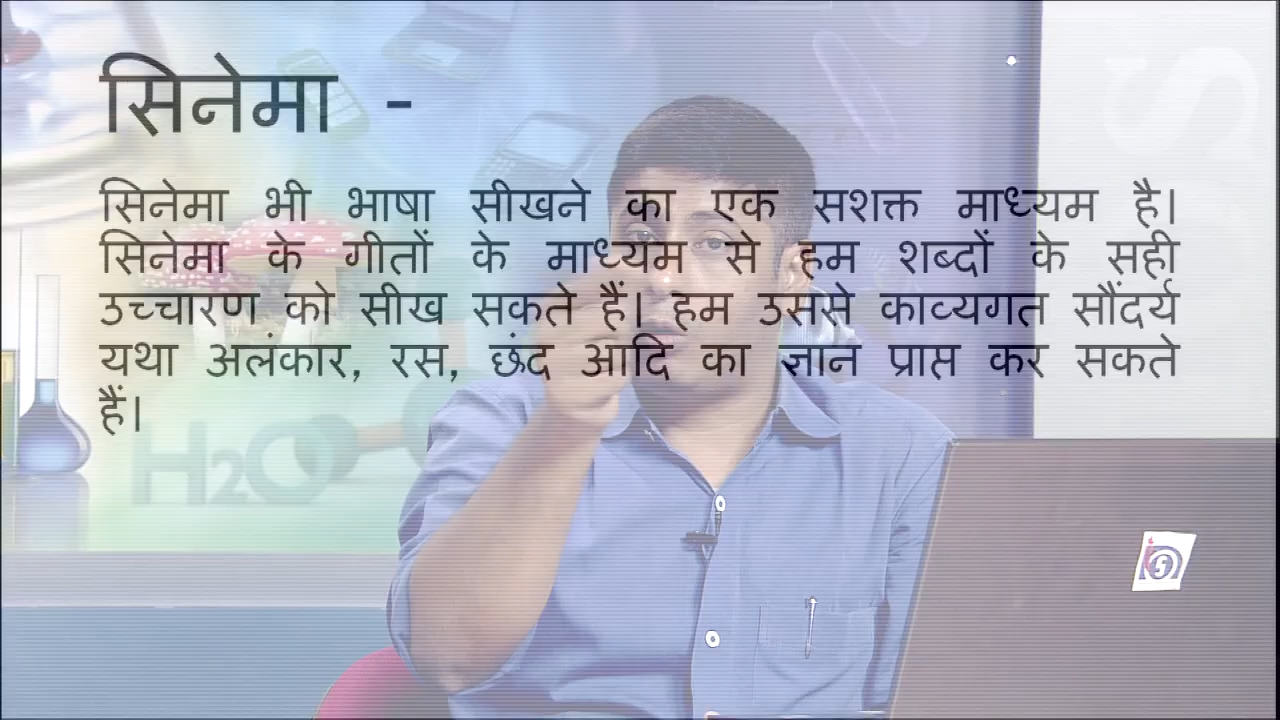 सिनेमा -
सिनेमा भी भाषा सीखने का एक सशक्त माध्यम है।
सिनेमा के गीतों के माध्यम से हम शब्दों के सही
उच्चारण को सीख सकते हैं। हम उससे काव्यगत सौंदर्य
यथा अलंकार, रस, छंद आदि का ज्ञान प्राप्त कर सकते
हैं।
H2O